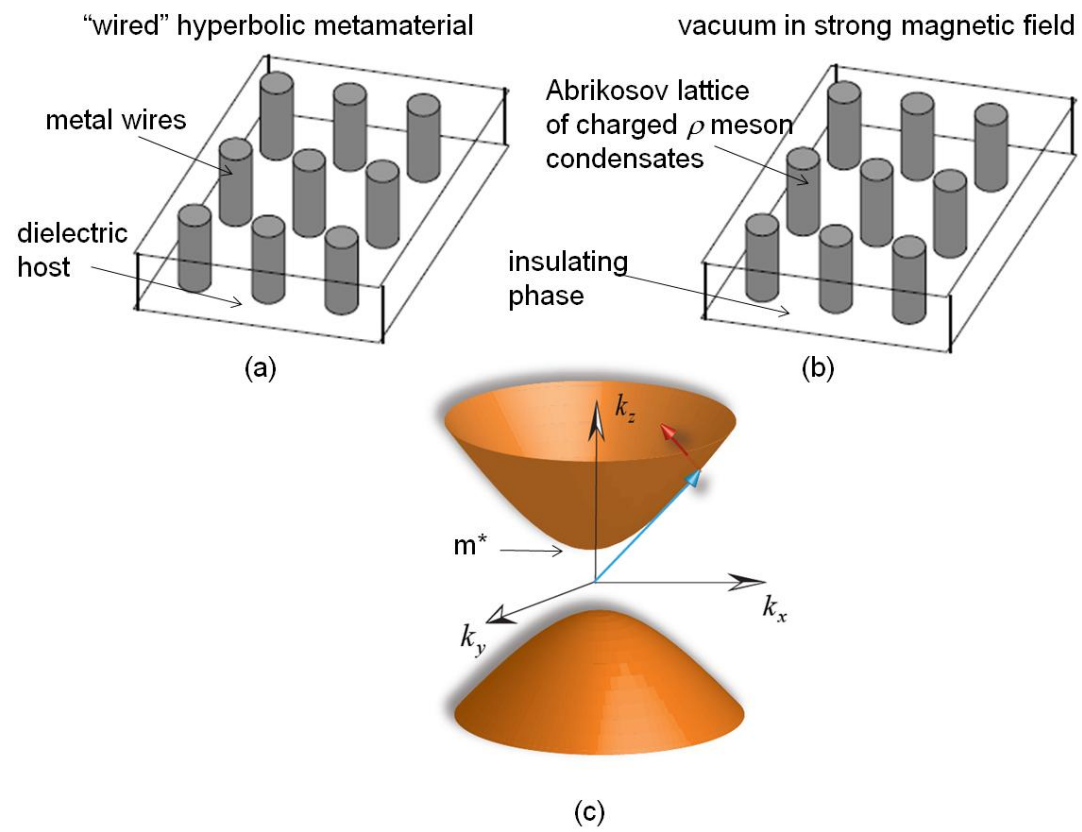 “wired” hyperbolic metamaterial
metal wires
dielectric
host
(a)
vacuum in strong magnetic field
Abrikosov lattice
of charged ρ meson
condensates
insulating
phase
(b)
k_z
m*
k_x
k_y
(c)